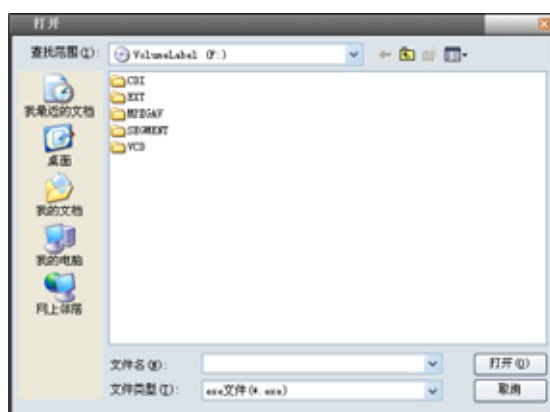 打开
查找范围(I):
VolumeLabel (F:)
我最近的文档
桌面
我的文档
我的电脑
网上邻居
CDI
EXT
MPEGAV
SEGMENT
VCD
文件名(N):
打开(O)
文件类型(T):
exe文件(*.exe)
取消